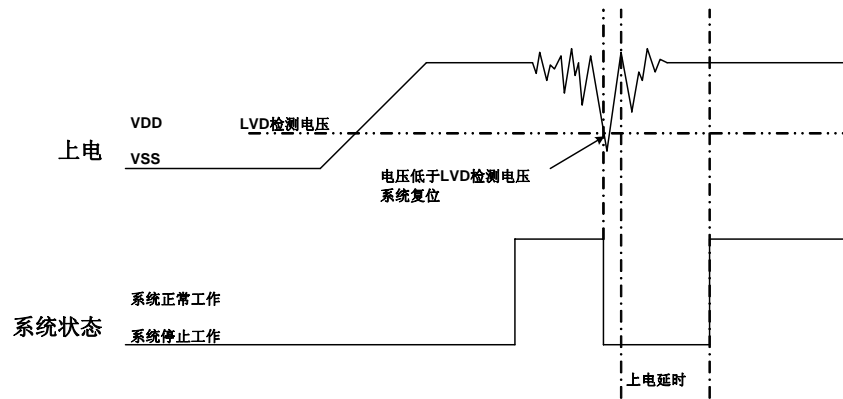 VDD
LVD检测电压
上电
VSS
电压低于LVD检测电压
系统复位
系统正常工作
系统状态
系统停止工作
上电延时